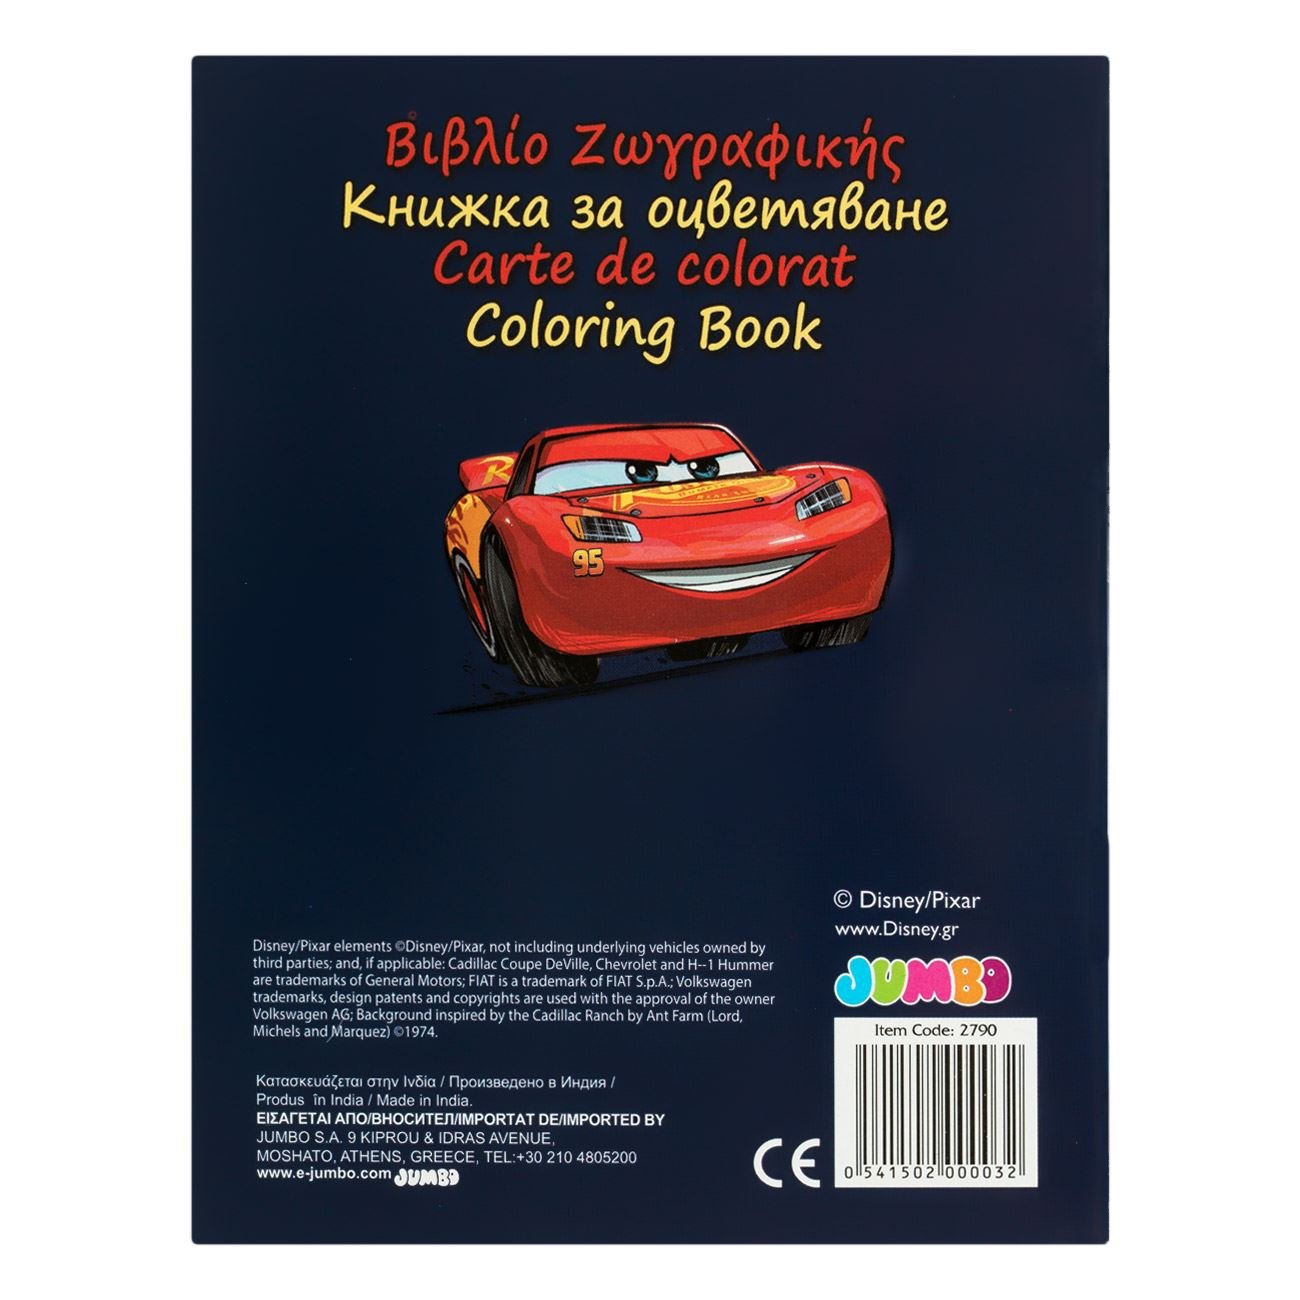 Βιβλίο Ζωγραφικής
Книжка за оцветяване
Carte de colorat
Coloring Book
R
95
© Disney/Pixar
www.Disney.gr
JUMBO
Disney/Pixar elements ©Disney/Pixar, not including underlying vehicles owned by
third parties; and, if applicable: Cadillac Coupe DeVille, Chevrolet and H--1 Hummer
are trademarks of General Motors; FIAT is a trademark of FIAT S.p.A.; Volkswagen
trademarks, design patents and copyrights are used with the approval of the owner
Volkswagen AG; Background inspired by the Cadillac Ranch by Ant Farm (Lord,
Michels and Marquez) ©1974.
Item Code: 2790
0 541502 000032
CE
Κατασκευάζεται στην Ινδία / Произведено в Индия /
Produs în India / Made in India.
ΕΙΣΑΓΕΤΑΙ ΑΠΟ/ВНОСИТЕЛ/IMPORTAT DE/IMPORTED BY
JUMBO S.A. 9 KIPROU & IDRAS AVENUE,
MOSHATO, ATHENS, GREECE, TEL:+30 210 4805200
www.e-jumbo.com JUMBO